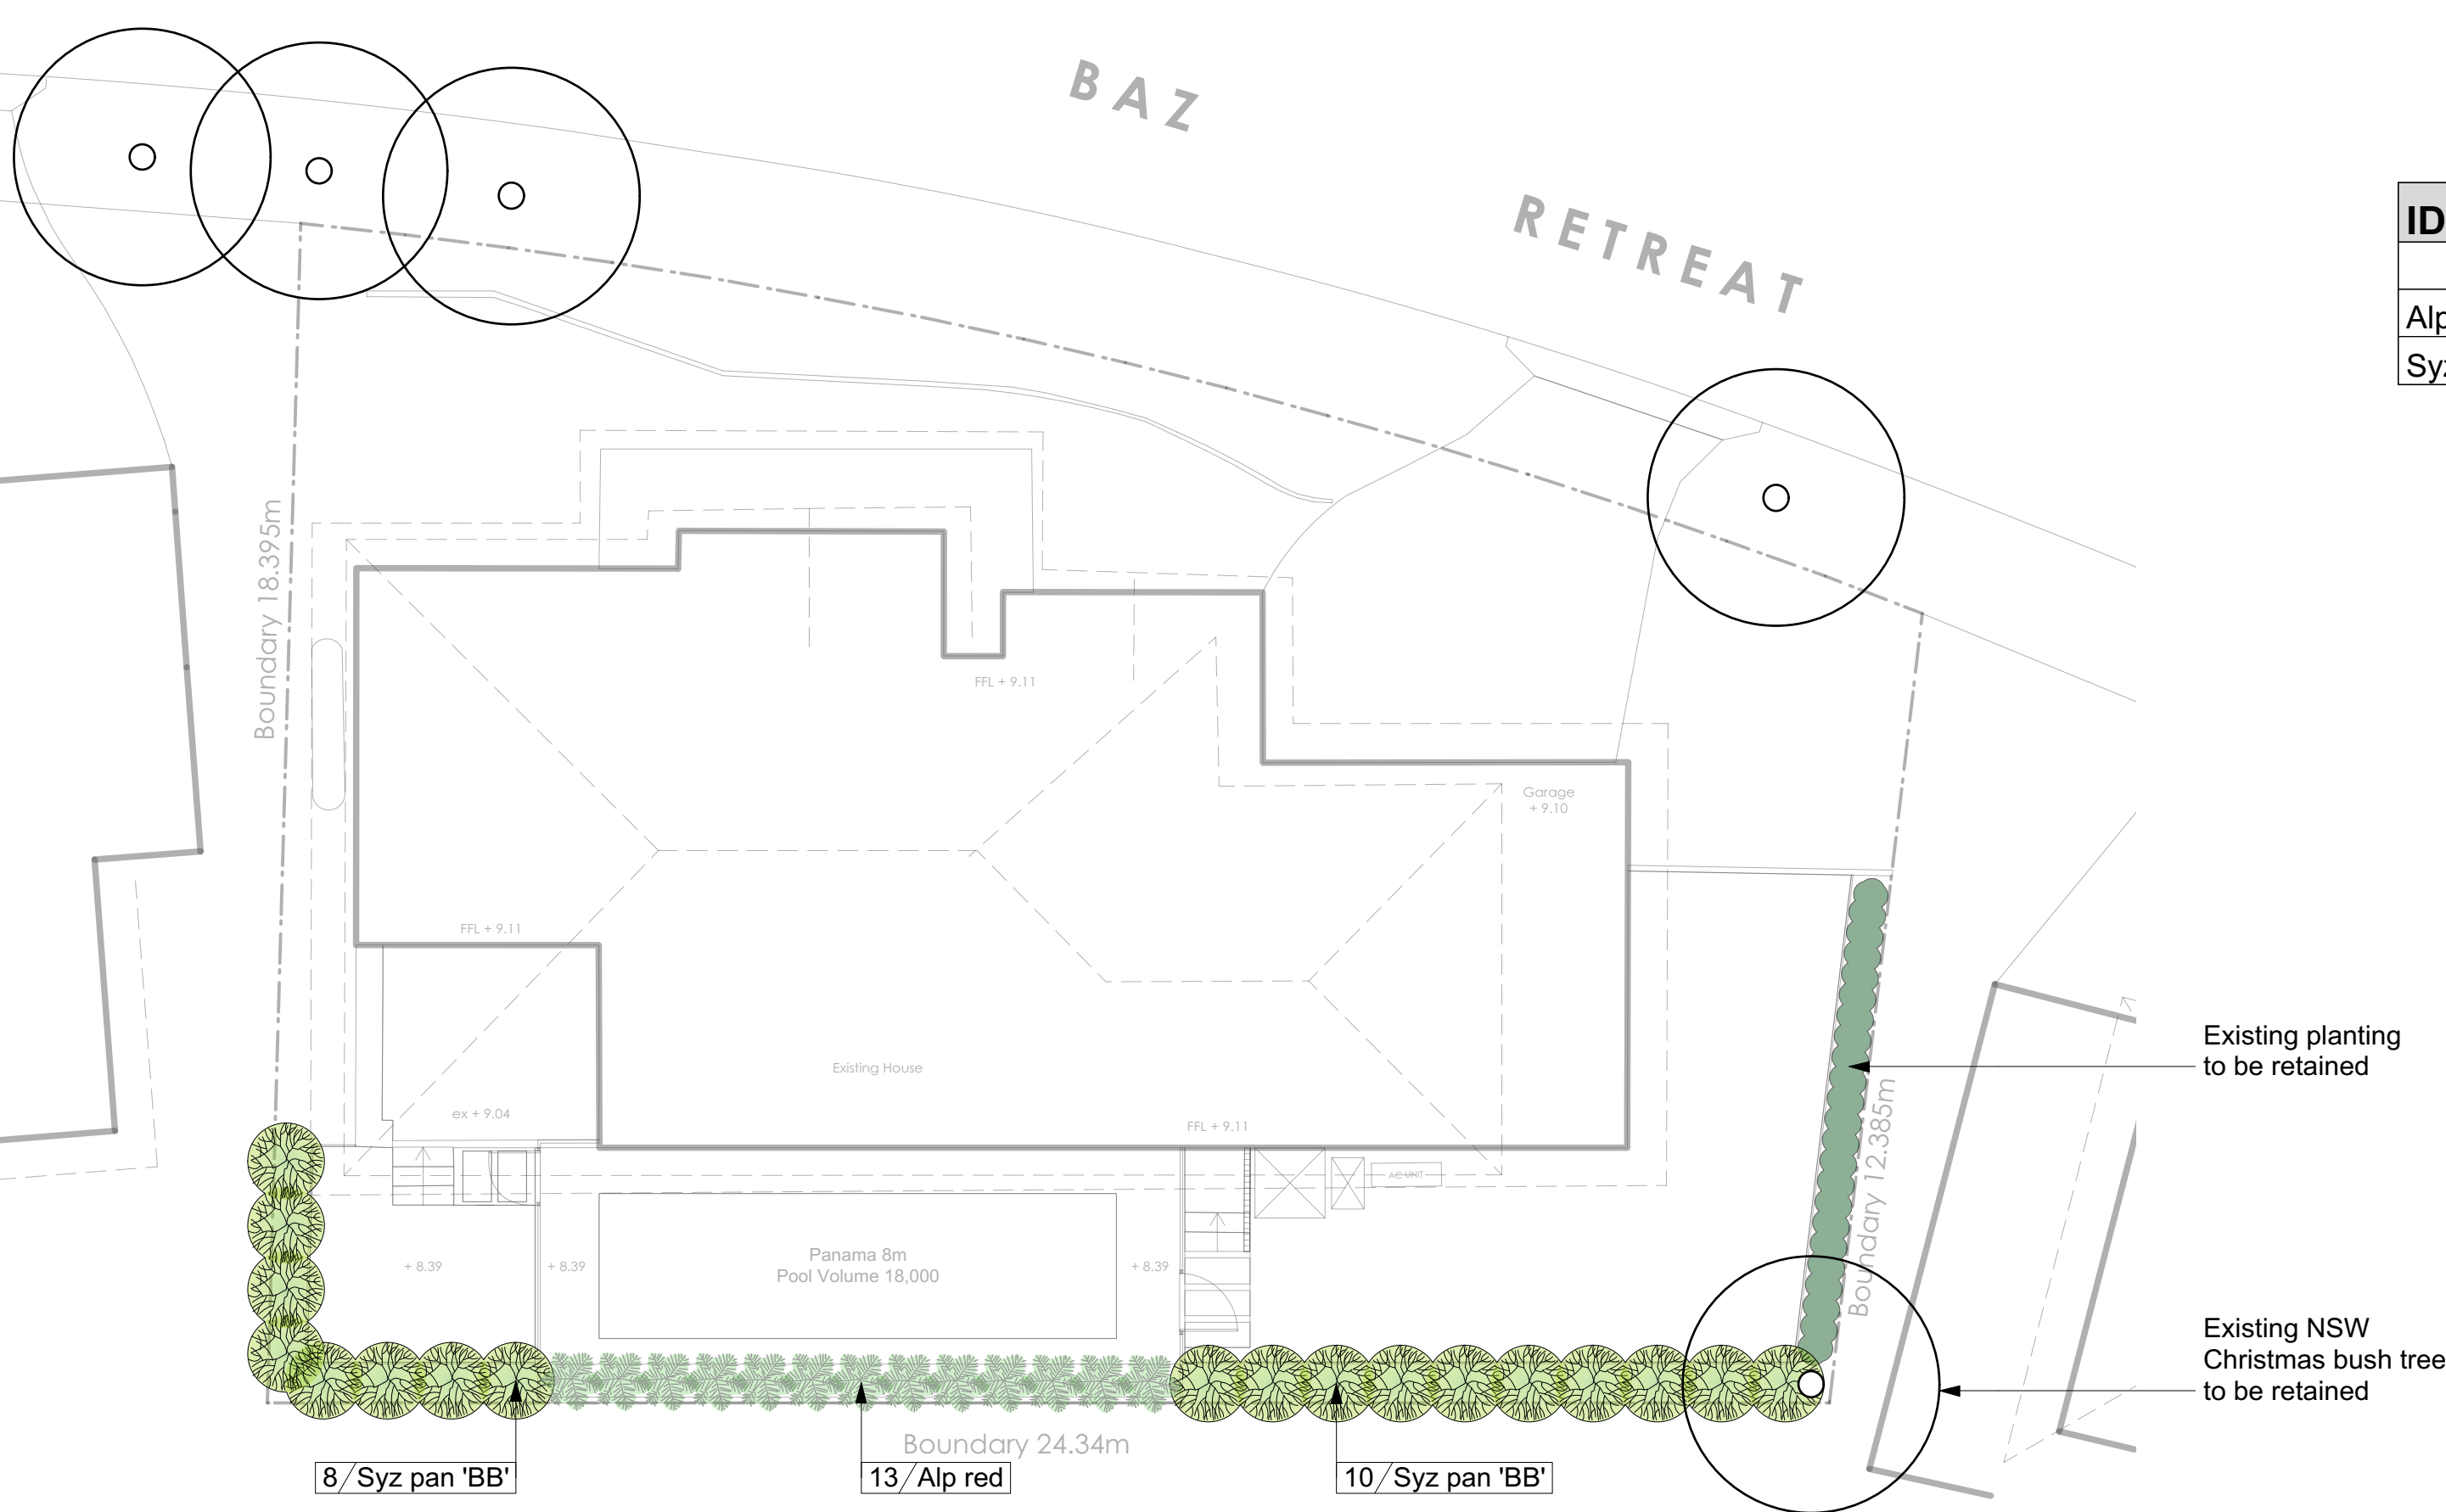 BAZ
RETREAT
ID
Alp
Syz
Boundary 18.395m
FFL + 9.11
Garage
+ 9.10
FFL + 9.11
Existing planting
to be retained
Existing House
ex + 9.04
FFL + 9.11
Boundary 12.385m
AC UNIT
Panama 8m
Pool Volume 18,000
+ 8.39
+ 8.39
+ 8.39
Existing NSW
Christmas bush tree
to be retained
Boundary 24.34m
8/Syz pan 'BB'
13/Alp red
10/Syz pan 'BB'